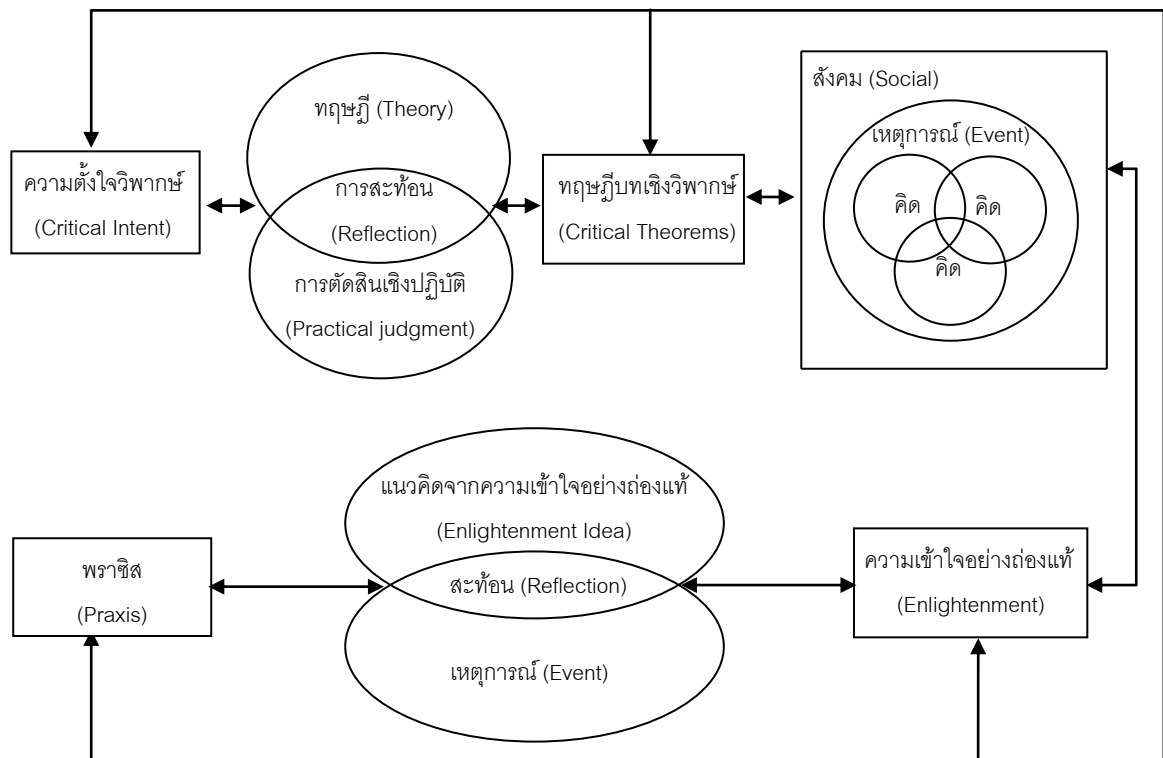 ทฤษฎี (Theory)
ความตั้งใจวิพากษ์
(Critical Intent)
การสะท้อน
(Reflection)
การตัดสินเชิงปฏิบัติ
(Practical judgment)
ทฤษฎีบทเชิงวิพากษ์
(Critical Theorems)
สังคม (Social)
เหตุการณ์ (Event)
คิด
คิด
คิด
แนวคิดจากความเข้าใจอย่างถ่องแท้
(Enlightenment Idea)
พราซิส
(Praxis)
สะท้อน (Reflection)
เหตุการณ์ (Event)
ความเข้าใจอย่างถ่องแท้
(Enlightenment)